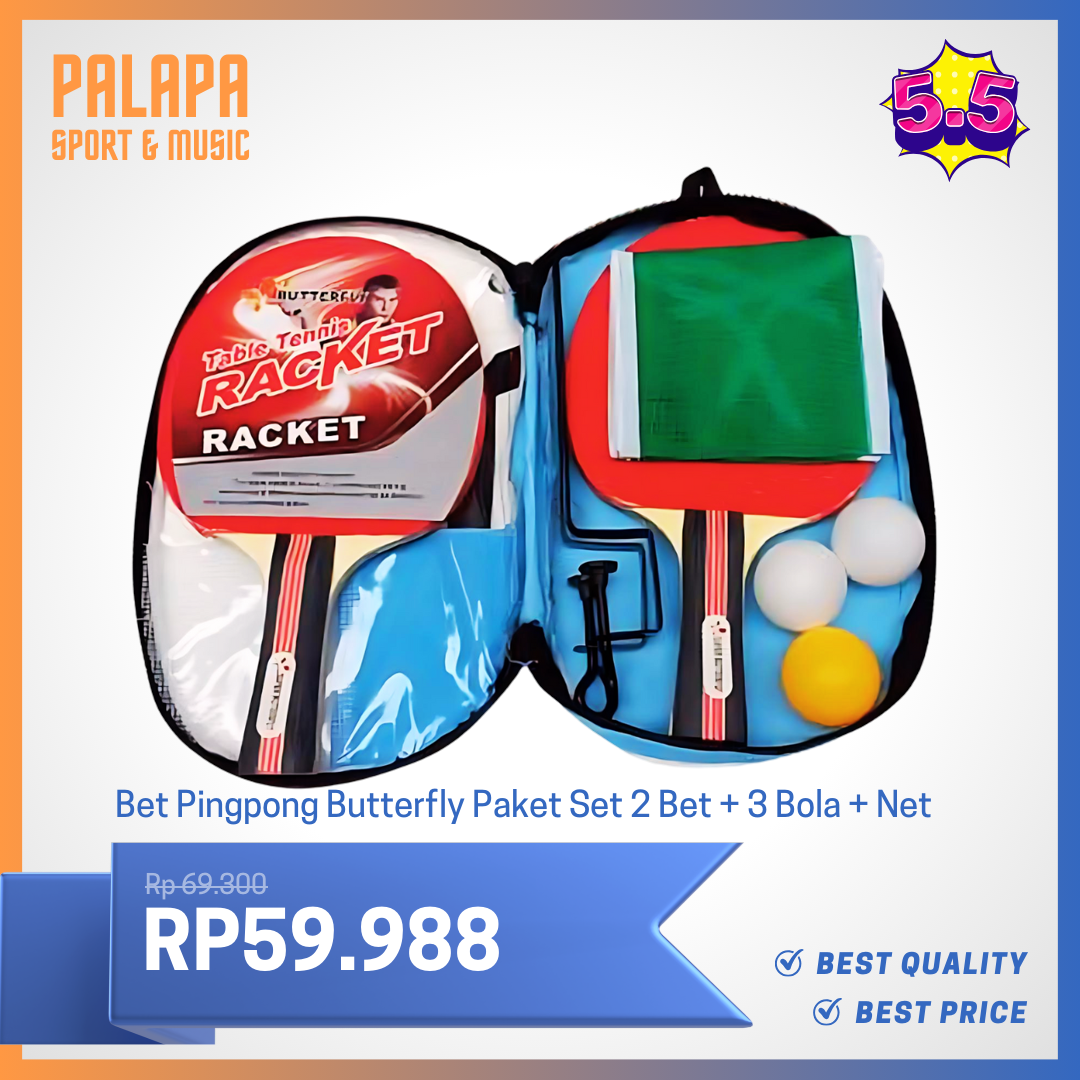 PALAPA
SPORT & MUSIC
5.5
BUTTERFLY
Table Tennis
RACKET
RACKET
Bet Pingpong Butterfly Paket Set 2 Bet + 3 Bola + Net
Rp 69.300
RP59.988
BEST QUALITY
BEST PRICE